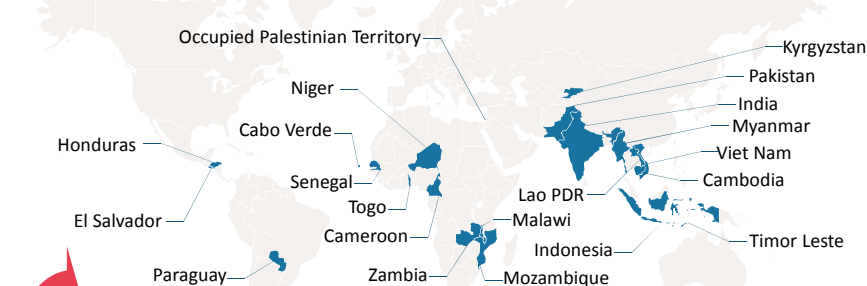 Occupied Palestinian Territory
Kyrgyzstan
Pakistan
Niger
India
Cabo Verde
Myanmar
Honduras
Viet Nam
Senegal
Cambodia
Lao PDR
Togo
El Salvador
Malawi
Cameroon
Indonesia
Timor Leste
Paraguay
Zambia
Mozambique